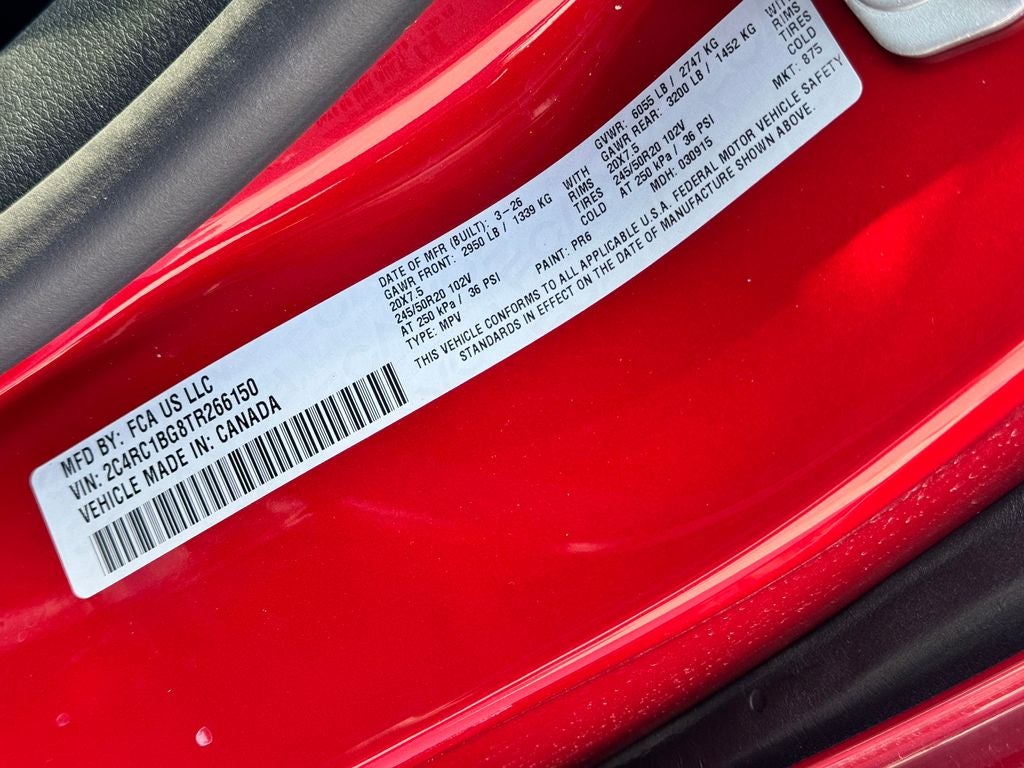 MFD BY: FCA US LLC
VIN: 2C4RC1BG8TR266150
VEHICLE MADE IN: CANADA
DATE OF MFR (BUILT): 3-26
GAWR FRONT: 2950 LB / 1339 KG WITH
20X7.5 RIMS
245/50R20 102V TIRES
AT 250 kPa / 36 PSI COLD
TYPE: MPV PAINT: PR6
GVWR: 6055 LB / 2747 KG
GAWR REAR: 3200 LB / 1452 KG WITH
20X7.5 RIMS
245/50R20 102V TIRES
AT 250 kPa / 36 PSI COLD
MDH: 030915 MKT: 875
THIS VEHICLE CONFORMS TO ALL APPLICABLE U.S.A. FEDERAL MOTOR VEHICLE SAFETY
STANDARDS IN EFFECT ON THE DATE OF MANUFACTURE SHOWN ABOVE.